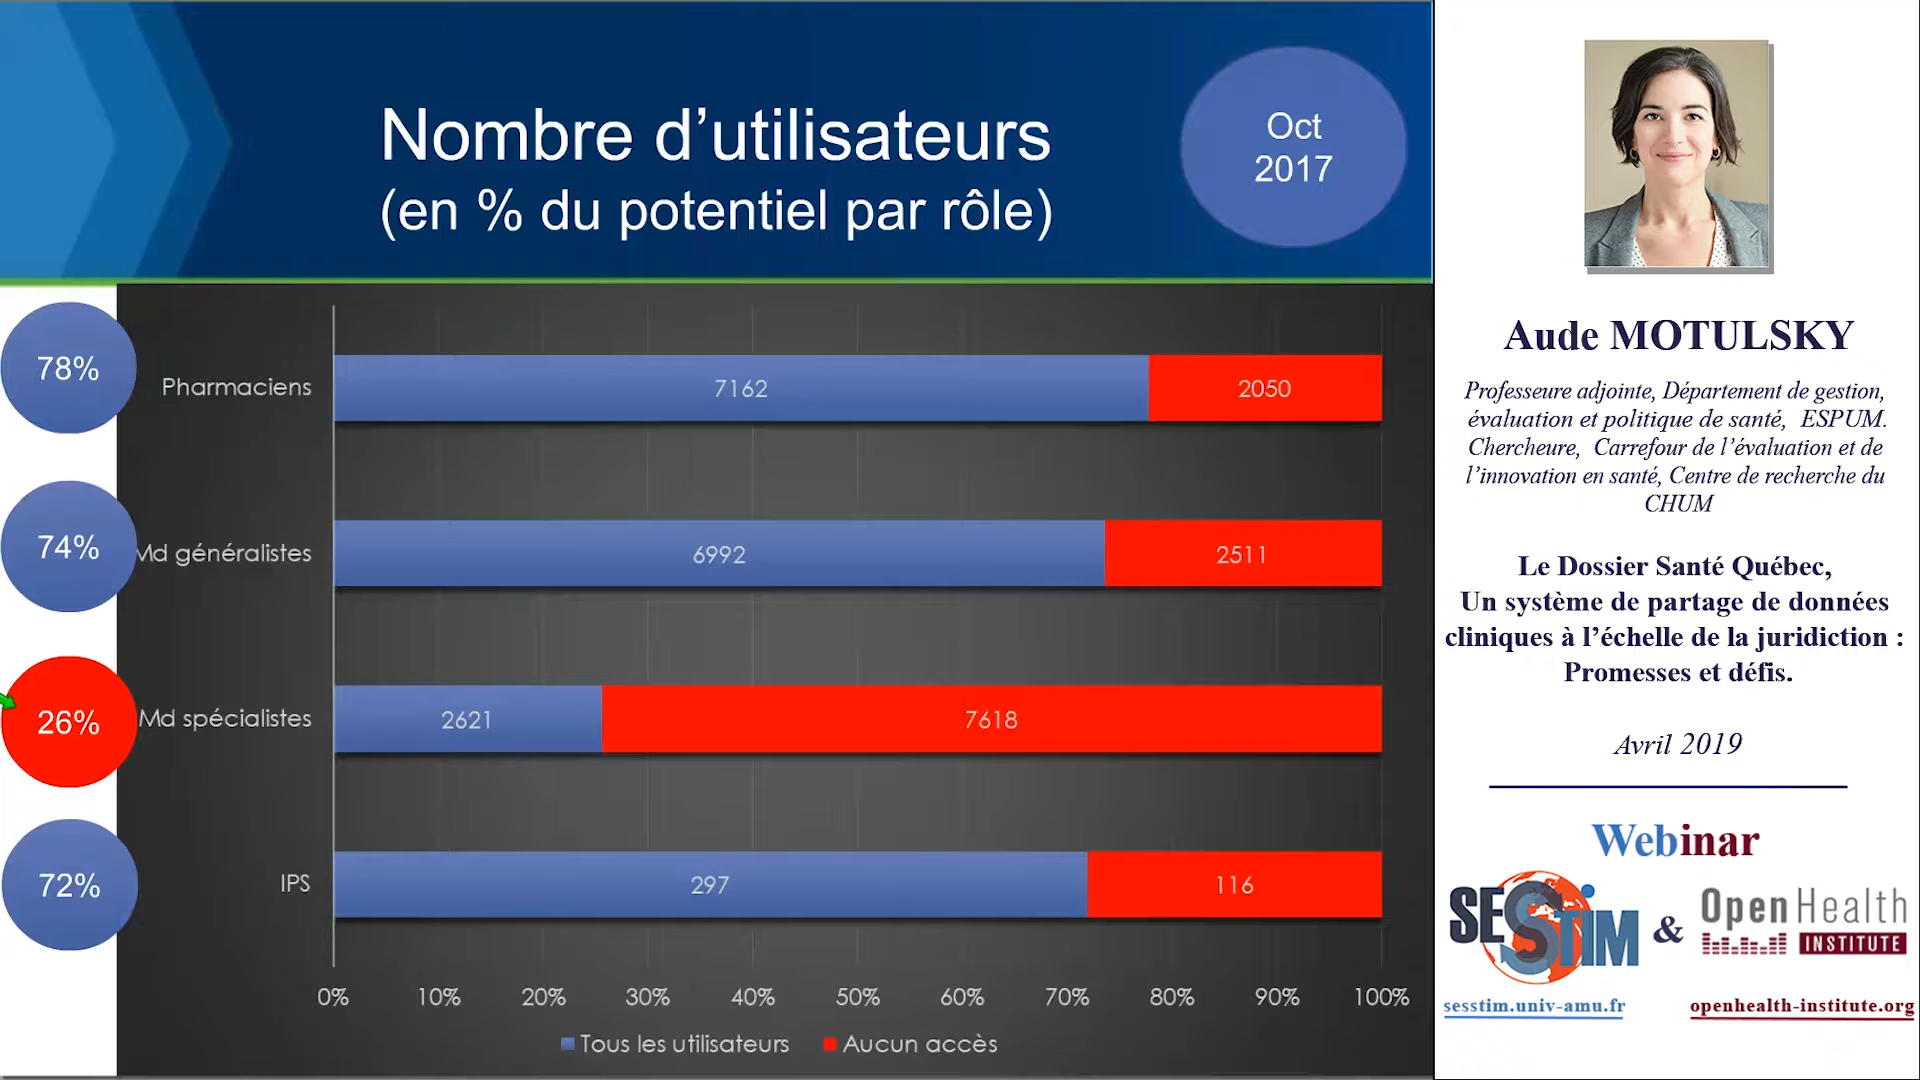 Nombre d’utilisateurs
(en % du potentiel par rôle)
Oct
2017
78%
Pharmaciens
7162
2050
74%
Md généralistes
6992
2511
26%
Md spécialistes
2621
7618
72%
IPS
297
116
0% 10% 20% 30% 40% 50% 60% 70% 80% 90% 100%
Tous les utilisateurs
Aucun accès
Aude MOTULSKY
Professeure adjointe, Département de gestion,
évaluation et politique de santé, ESPUM.
Chercheure, Carrefour de l’évaluation et de
l’innovation en santé, Centre de recherche du
CHUM
Le Dossier Santé Québec,
Un système de partage de données
cliniques à l’échelle de la juridiction :
Promesses et défis.
Avril 2019
Webinar
SESSTIM
&
Open Health
INSTITUTE
sesstim.univ-amu.fr
openhealth-institute.org